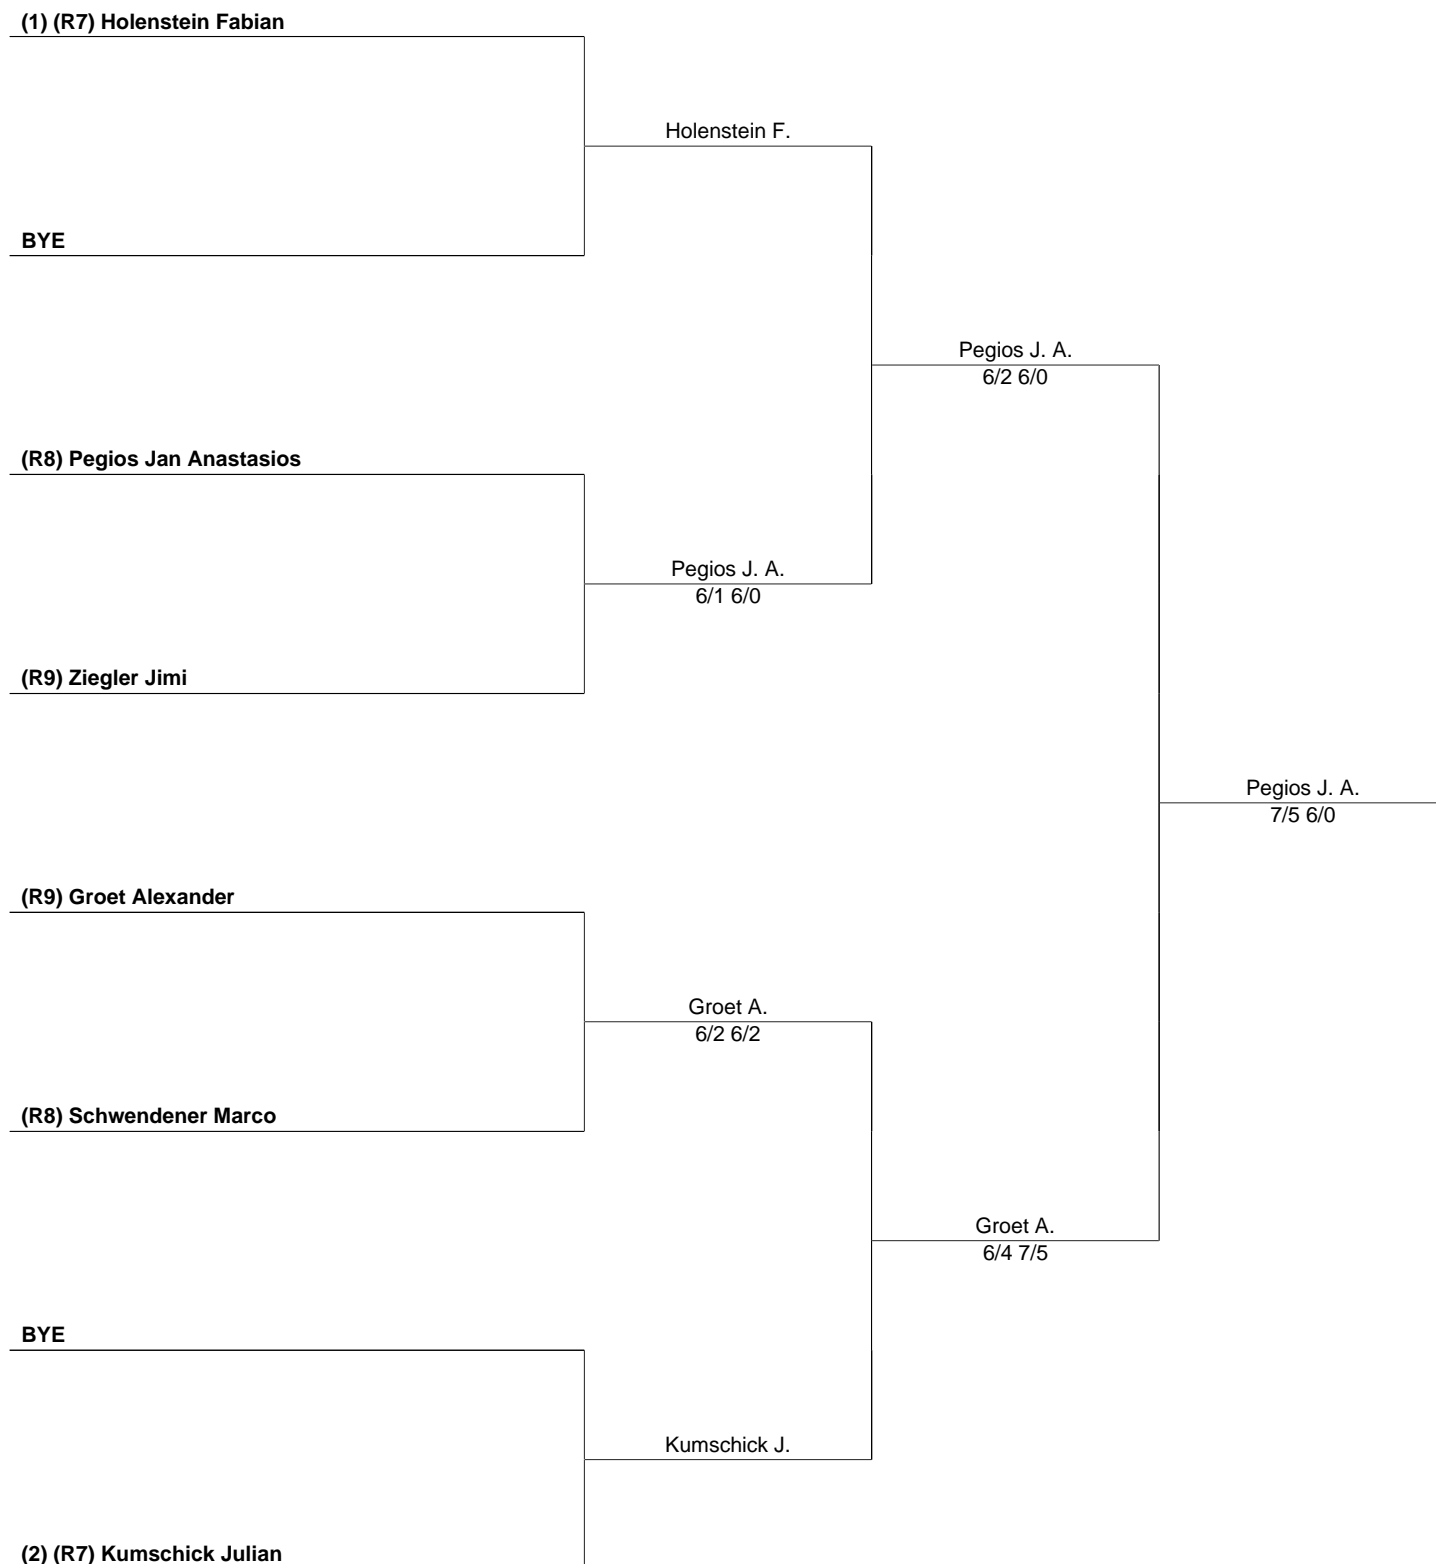 (1) (R7) Holenstein Fabian
Holenstein F.
BYE
Pegios J. A.
6/2 6/0
(R8) Pegios Jan Anastasios
Pegios J. A.
6/1 6/0
(R9) Ziegler Jimi
Pegios J. A.
7/5 6/0
(R9) Groet Alexander
Groet A.
6/2 6/2
(R8) Schwendener Marco
Groet A.
6/4 7/5
BYE
Kumschick J.
(2) (R7) Kumschick Julian